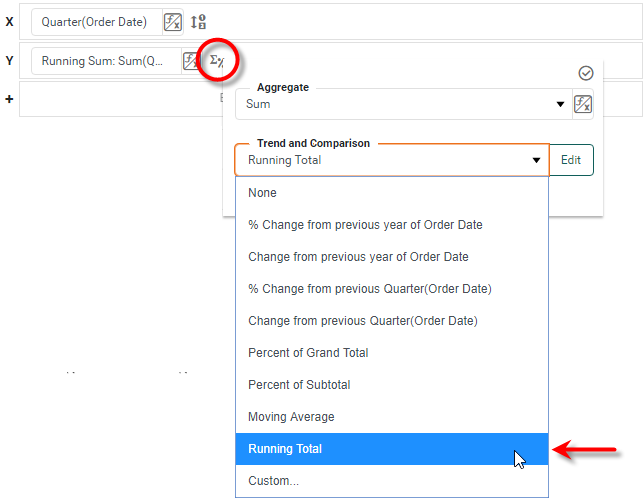 X Quarter(Order Date)
Y Running Sum: Sum(Q...
+
Aggregate
Sum
Trend and Comparison
Running Total Edit
None
% Change from previous year of Order Date
Change from previous year of Order Date
% Change from previous Quarter(Order Date)
Change from previous Quarter(Order Date)
Percent of Grand Total
Percent of Subtotal
Moving Average
Running Total
Custom...